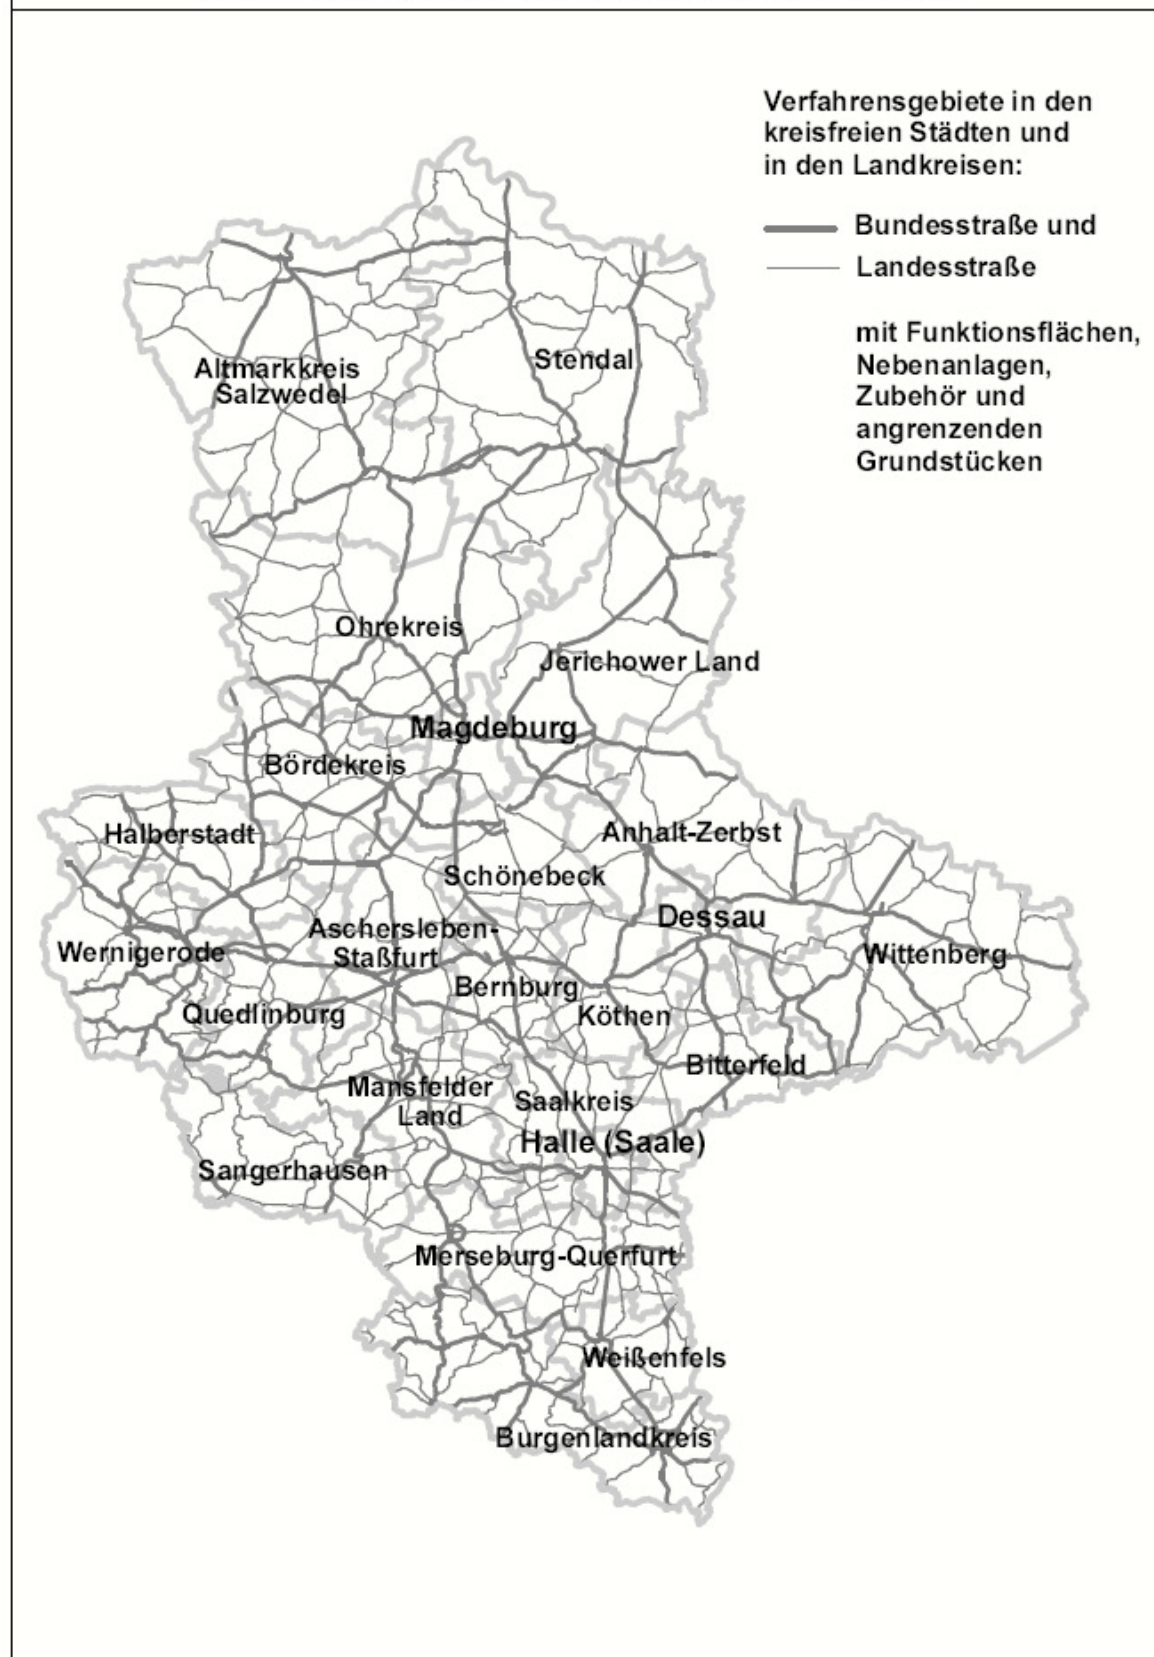 Verfahrensgebiete in den
kreisfreien Städten und
in den Landkreisen:
Bundesstraße und
Landesstraße
mit Funktionsflächen,
Nebenanlagen,
Zubehör und
angrenzenden
Grundstücken
Altmarkkreis
Salzwedel
Stendal
Ohrekreis
Jerichower Land
Magdeburg
Bördekreis
Halberstadt
Anhalt-Zerbst
Schönebeck
Dessau
Aschersleben-
Staßfurt
Wernigerode
Wittenberg
Bernburg
Quedlinburg
Köthen
Bitterfeld
Mansfelder
Land
Saalkreis
Halle (Saale)
Sangerhausen
Merseburg-Querfurt
Weißenfels
Burgenlandkreis